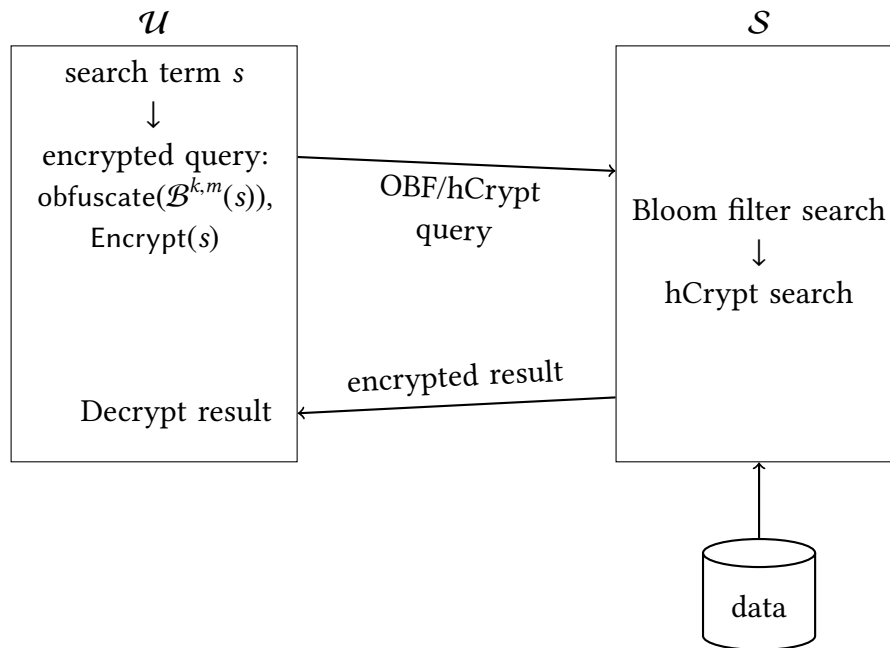 𝒰
search term s
↓
encrypted query:
obfuscate(ℬ^{k,m}(s)),
Encrypt(s)
Decrypt result
OBF/hCrypt
query
encrypted result
𝒮
Bloom filter search
↓
hCrypt search
data